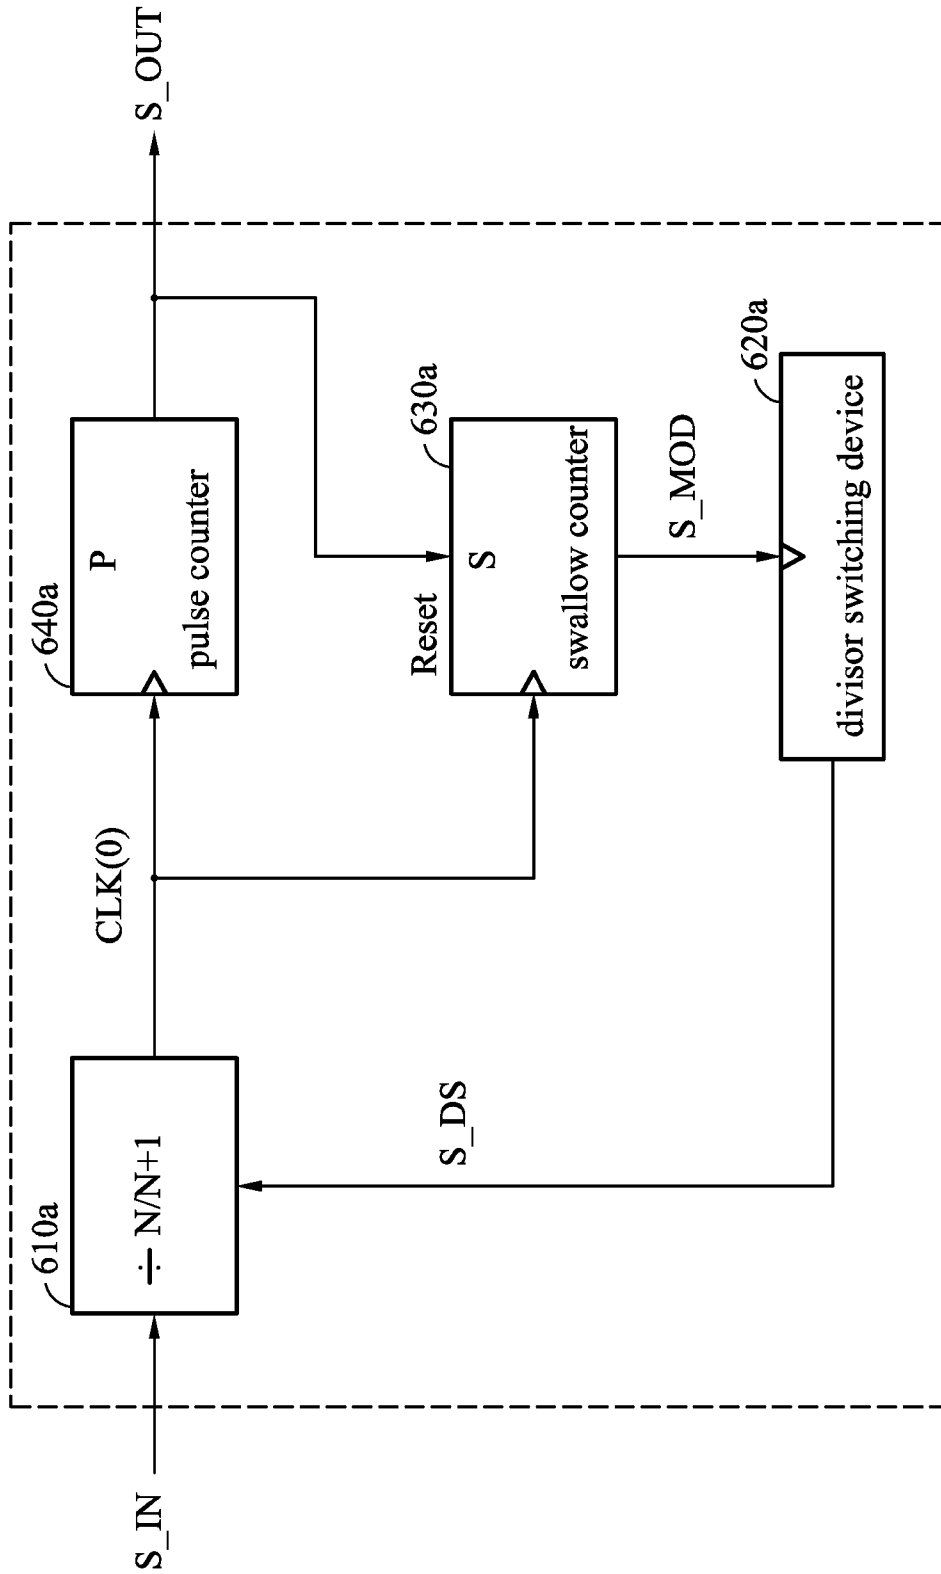 S_IN
610a
÷ N/N+1
CLK(0)
640a
P
pulse counter
S_OUT
Reset
630a
S
swallow counter
S_MOD
S_DS
620a
divisor switching device